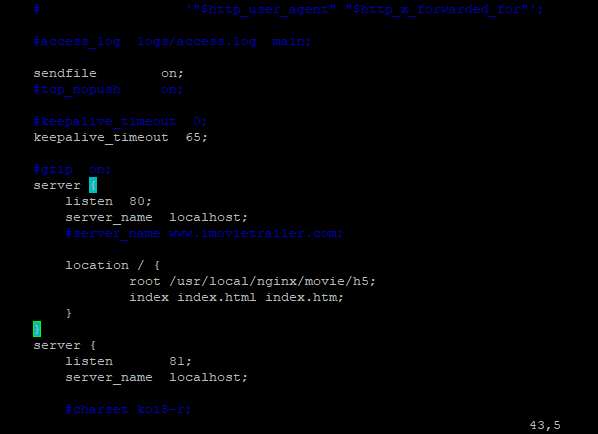 #                  '"$http_user_agent" "$http_x_forwarded_for"';
#access_log  logs/access.log  main;
sendfile        on;
#tcp_nopush     on;
#keepalive_timeout  0;
keepalive_timeout  65;
#gzip  on;
server {
    listen  80;
    server_name  localhost;
    #server_name www.imovietrailer.com;
    location / {
            root /usr/local/nginx/movie/h5;
            index index.html index.htm;
    }
}
server {
    listen       81;
    server_name  localhost;
    #charset koi8-r;
43,5